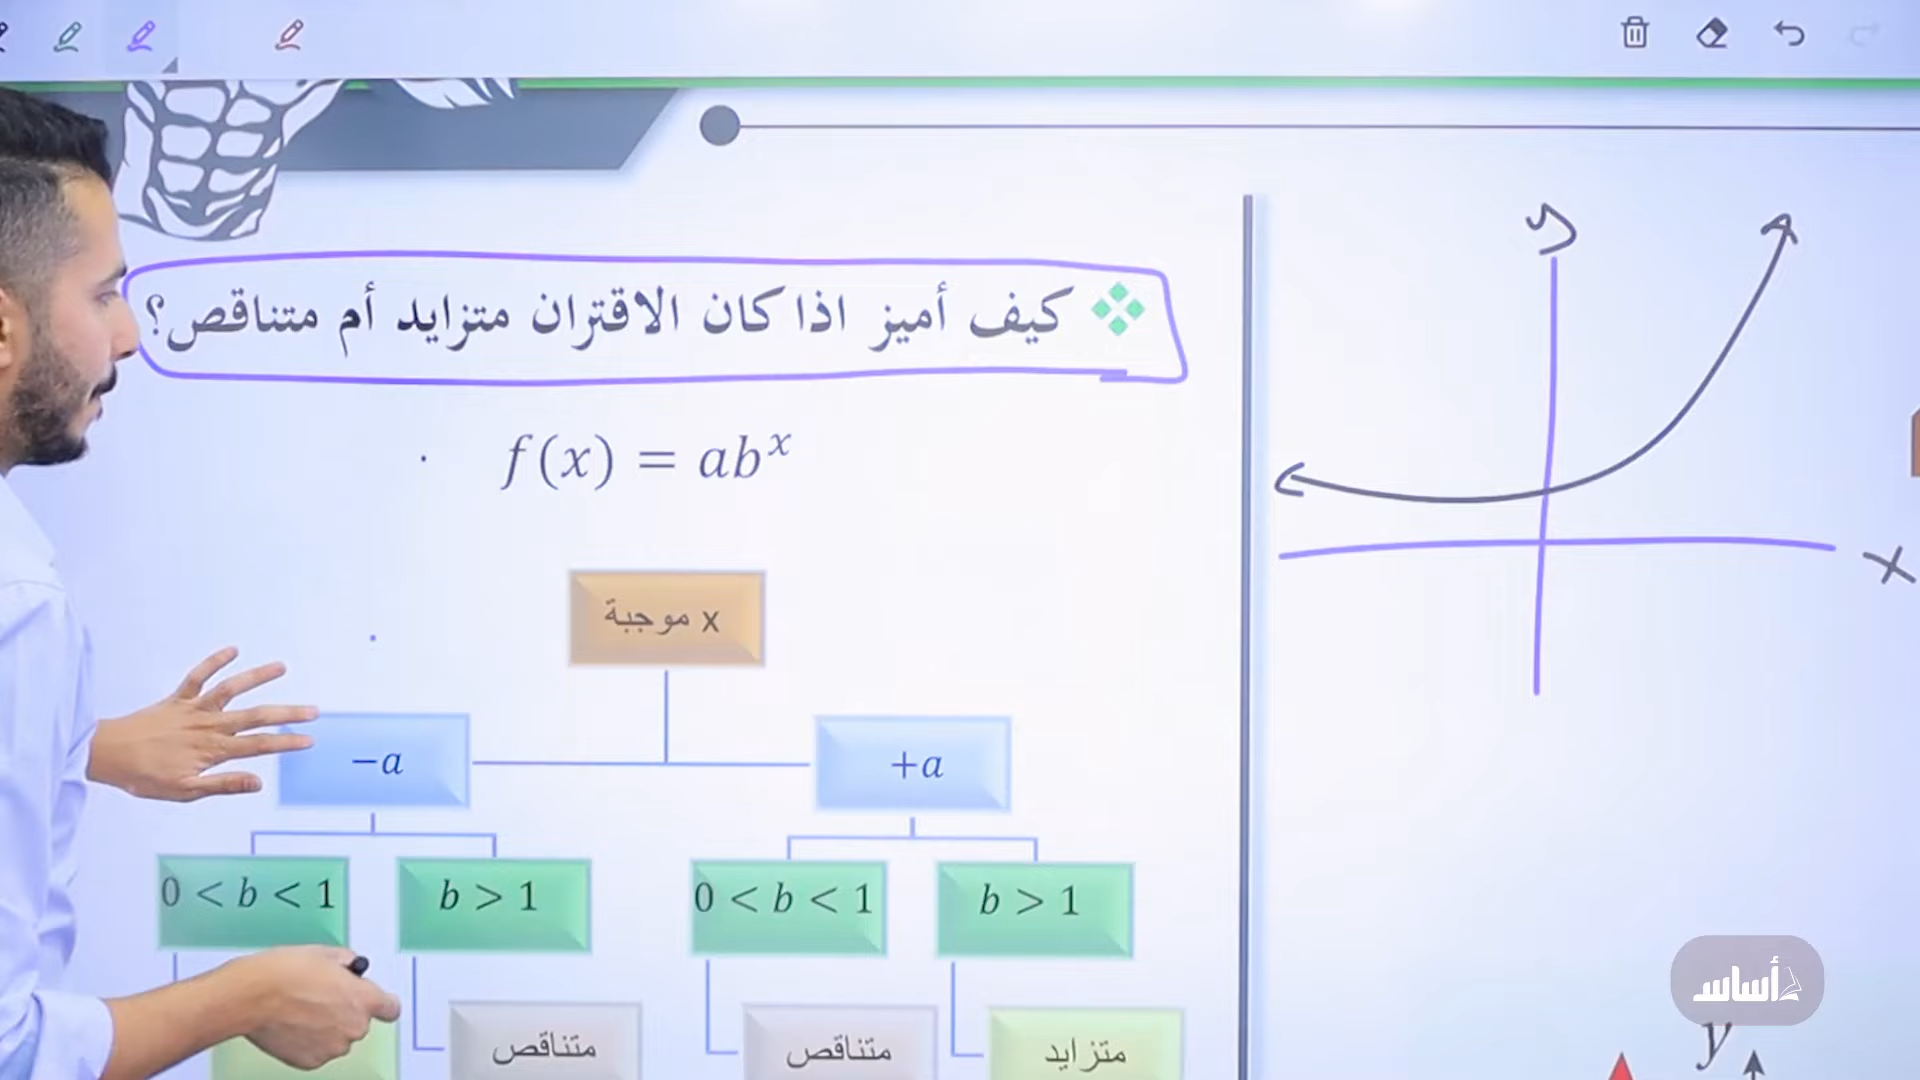 كيف أميز اذا كان الاقتران متزايد أم متناقص؟
f(x) = abˣ
x موجبة
−a
+a
0 < b < 1
b > 1
0 < b < 1
b > 1
متناقص
متناقص
متزايد
y
x
أساس
y